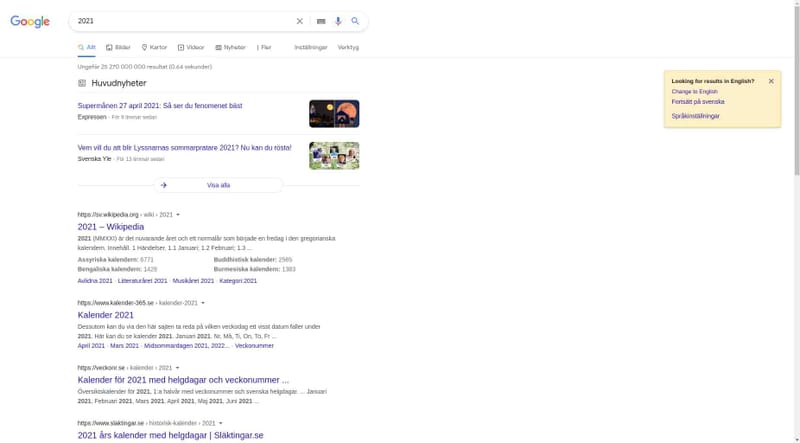 Google
2021
Allt Bilder Kartor Videor Nyheter Fler Inställningar Verktyg
Ungefär 25 270 000 000 resultat (0,64 sekunder)
Huvudnyheter
Supermånen 27 april 2021: Så ser du fenomenet bäst
Expressen · För 8 timmar sedan
Vem vill du att blir Lyssnarnas sommarpratare 2021? Nu kan du rösta!
Svenska Yle · För 13 timmar sedan
Visa alla
https://sv.wikipedia.org › wiki › 2021
2021 – Wikipedia
2021 (MMXXI) är det nuvarande året och ett normalår som började en fredag i den gregorianska
kalendern. Innehåll. 1 Händelser. 1.1 Januari; 1.2 Februari; 1.3 ...
Assyriska kalendern: 6771 Buddhistisk kalender: 2565
Bengaliska kalendern: 1428 Burmesiska kalendern: 1383
Avlidna 2021 · Litteraturåret 2021 · Musikåret 2021 · Kategori 2021
https://www.kalender-365.se › kalender-2021
Kalender 2021
Dessutom kan du via den här sajten ta reda på vilken veckodag ett visst datum faller under
2021. Här kan du se kalender 2021. Januari 2021. Nr, Må, Ti, On, To, Fr ...
April 2021 · Mars 2021 · Midsommardagen 2021, 2022... · Veckonummer
https://veckonr.se › kalender › 2021
Kalender för 2021 med helgdagar och veckonummer ...
Översiktskalender för 2021, 1:a halvår med veckonummer och svenska helgdagar. ... Januari
2021. Februari 2021, Mars 2021. April 2021, Maj 2021, Juni 2021 ...
https://www.slaktingar.se › historisk-kalender › 2021
2021 års kalender med helgdagar | Släktingar.se
Looking for results in English?
Change to English
Fortsätt på svenska
Språkinställningar